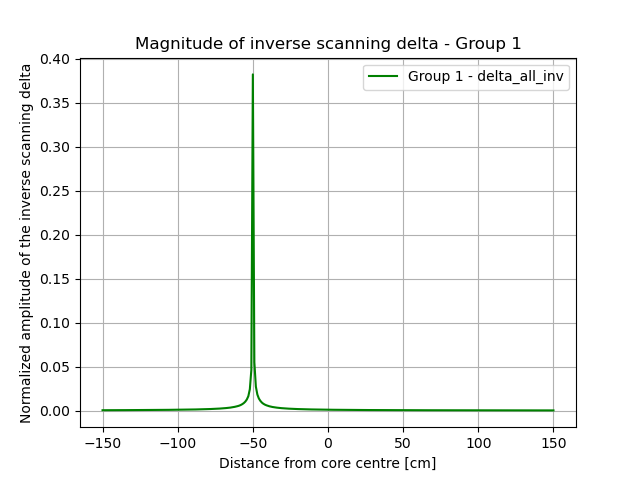 Magnitude of inverse scanning delta - Group 1
Group 1 - delta_all_inv
Normalized amplitude of the inverse scanning delta
0.40
0.35
0.30
0.25
0.20
0.15
0.10
0.05
0.00
−150 −100 −50 0 50 100 150
Distance from core centre [cm]